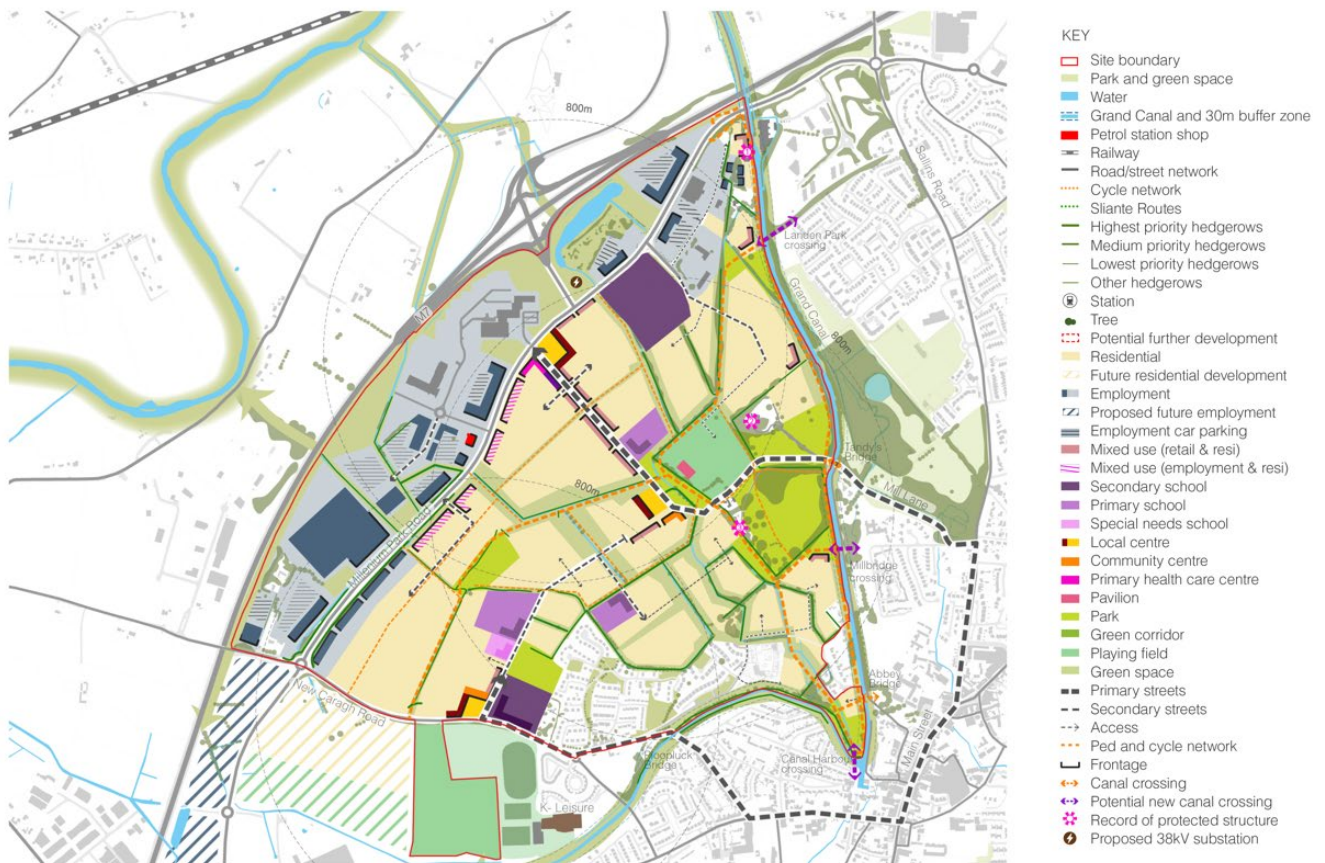 800m
M7
Sallins Road
Landen Park
crossing
Grand Canal
800m
Tandy's
Bridge
Mill Lane
800m
Millennium Park Road
Millbridge
crossing
New Caragh Road
Abbey
Bridge
Main Street
Canal Harbour
crossing
Bridge
K- Leisure
KEY
Site boundary
Park and green space
Water
Grand Canal and 30m buffer zone
Petrol station shop
Railway
Road/street network
Cycle network
Sliante Routes
Highest priority hedgerows
Medium priority hedgerows
Lowest priority hedgerows
Other hedgerows
Station
Tree
Potential further development
Residential
Future residential development
Employment
Proposed future employment
Employment car parking
Mixed use (retail & resi)
Mixed use (employment & resi)
Secondary school
Primary school
Special needs school
Local centre
Community centre
Primary health care centre
Pavilion
Park
Green corridor
Playing field
Green space
Primary streets
Secondary streets
Access
Ped and cycle network
Frontage
Canal crossing
Potential new canal crossing
Record of protected structure
Proposed 38kV substation